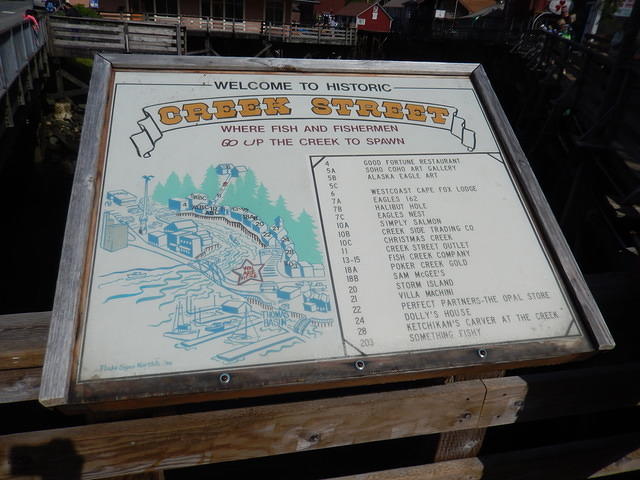 WELCOME TO HISTORIC
CREEK STREET
WHERE FISH AND FISHERMEN
GO UP THE CREEK TO SPAWN
4 GOOD FORTUNE RESTAURANT
5A SOHO COHO ART GALLERY
5B ALASKA EAGLE ART
5C
6 WESTCOAST CAPE FOX LODGE
7A EAGLES 162
7B HALIBUT HOLE
7C EAGLES NEST
10A SIMPLY SALMON
10B CREEK SIDE TRADING CO
10C CHRISTMAS CREEK
11 CREEK STREET OUTLET
13-15 FISH CREEK COMPANY
18A POKER CREEK GOLD
18B SAM McGEE'S
20 STORM ISLAND
21 VILLA MACHINI
22 PERFECT PARTNERS-THE OPAL STORE
24 DOLLY'S HOUSE
28 KETCHIKAN'S CARVER AT THE CREEK
203 SOMETHING FISHY
THOMAS
BASIN